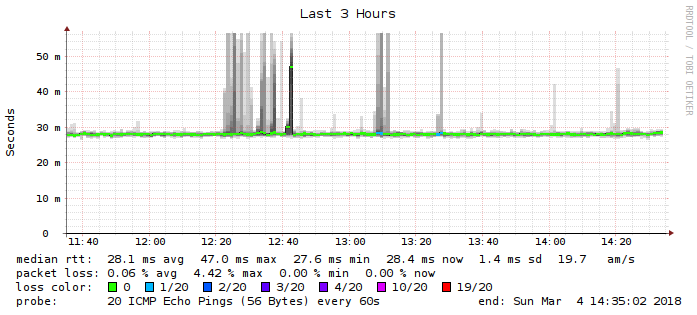 Last 3 Hours
RRDTOOL / TOBI OETIKER
Seconds
50 m
40 m
30 m
20 m
10 m
0
11:40 12:00 12:20 12:40 13:00 13:20 13:40 14:00 14:20
median rtt: 28.1 ms avg 47.0 ms max 27.6 ms min 28.4 ms now 1.4 ms sd 19.7 am/s
packet loss: 0.06 % avg 4.42 % max 0.00 % min 0.00 % now
loss color: 0 1/20 2/20 3/20 4/20 10/20 19/20
probe: 20 ICMP Echo Pings (56 Bytes) every 60s end: Sun Mar 4 14:35:02 2018